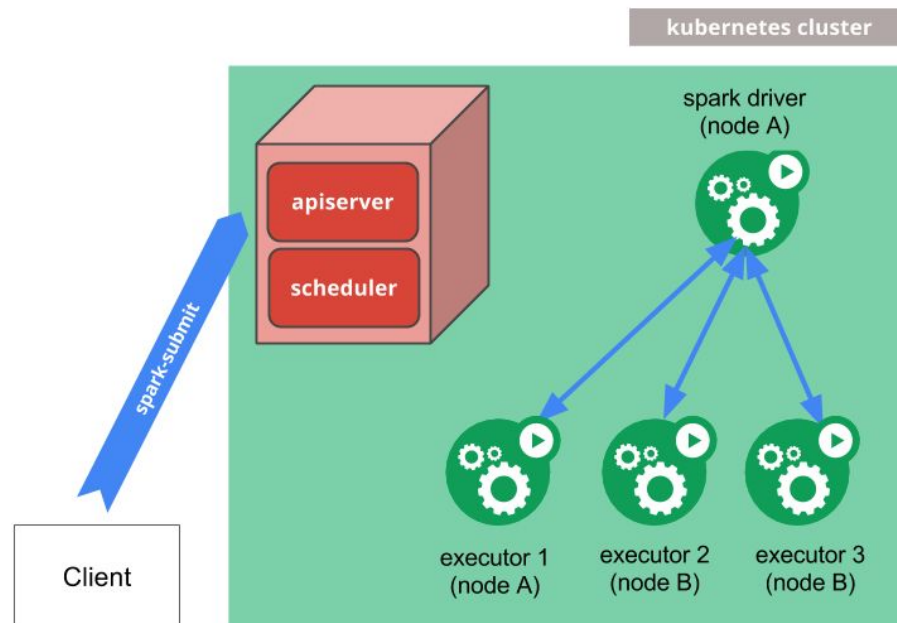 kubernetes cluster
spark driver
(node A)
apiserver
scheduler
spark-submit
Client
executor 1
(node A)
executor 2
(node B)
executor 3
(node B)